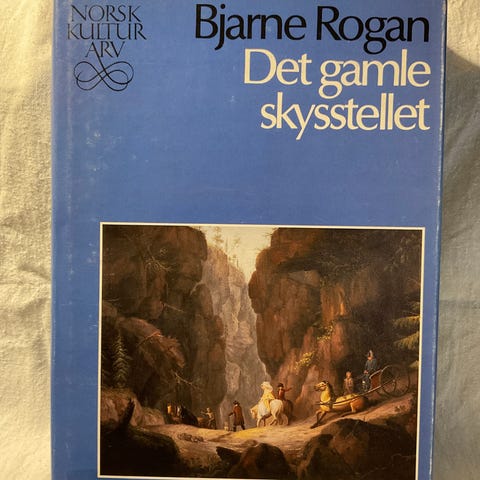 NORSK
KULTUR
ARV
Bjarne Rogan
Det gamle
skysstellet